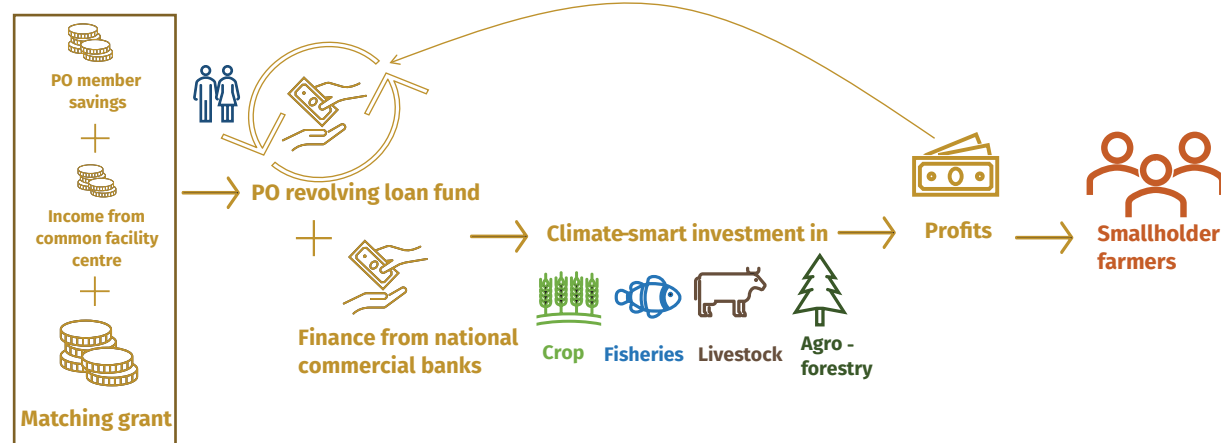 PO member
savings
Income from
common facility
centre
Matching grant
PO revolving loan fund
Finance from national
commercial banks
Climate-smart investment in
Crop
Fisheries
Livestock
Agro -
forestry
Profits
Smallholder
farmers